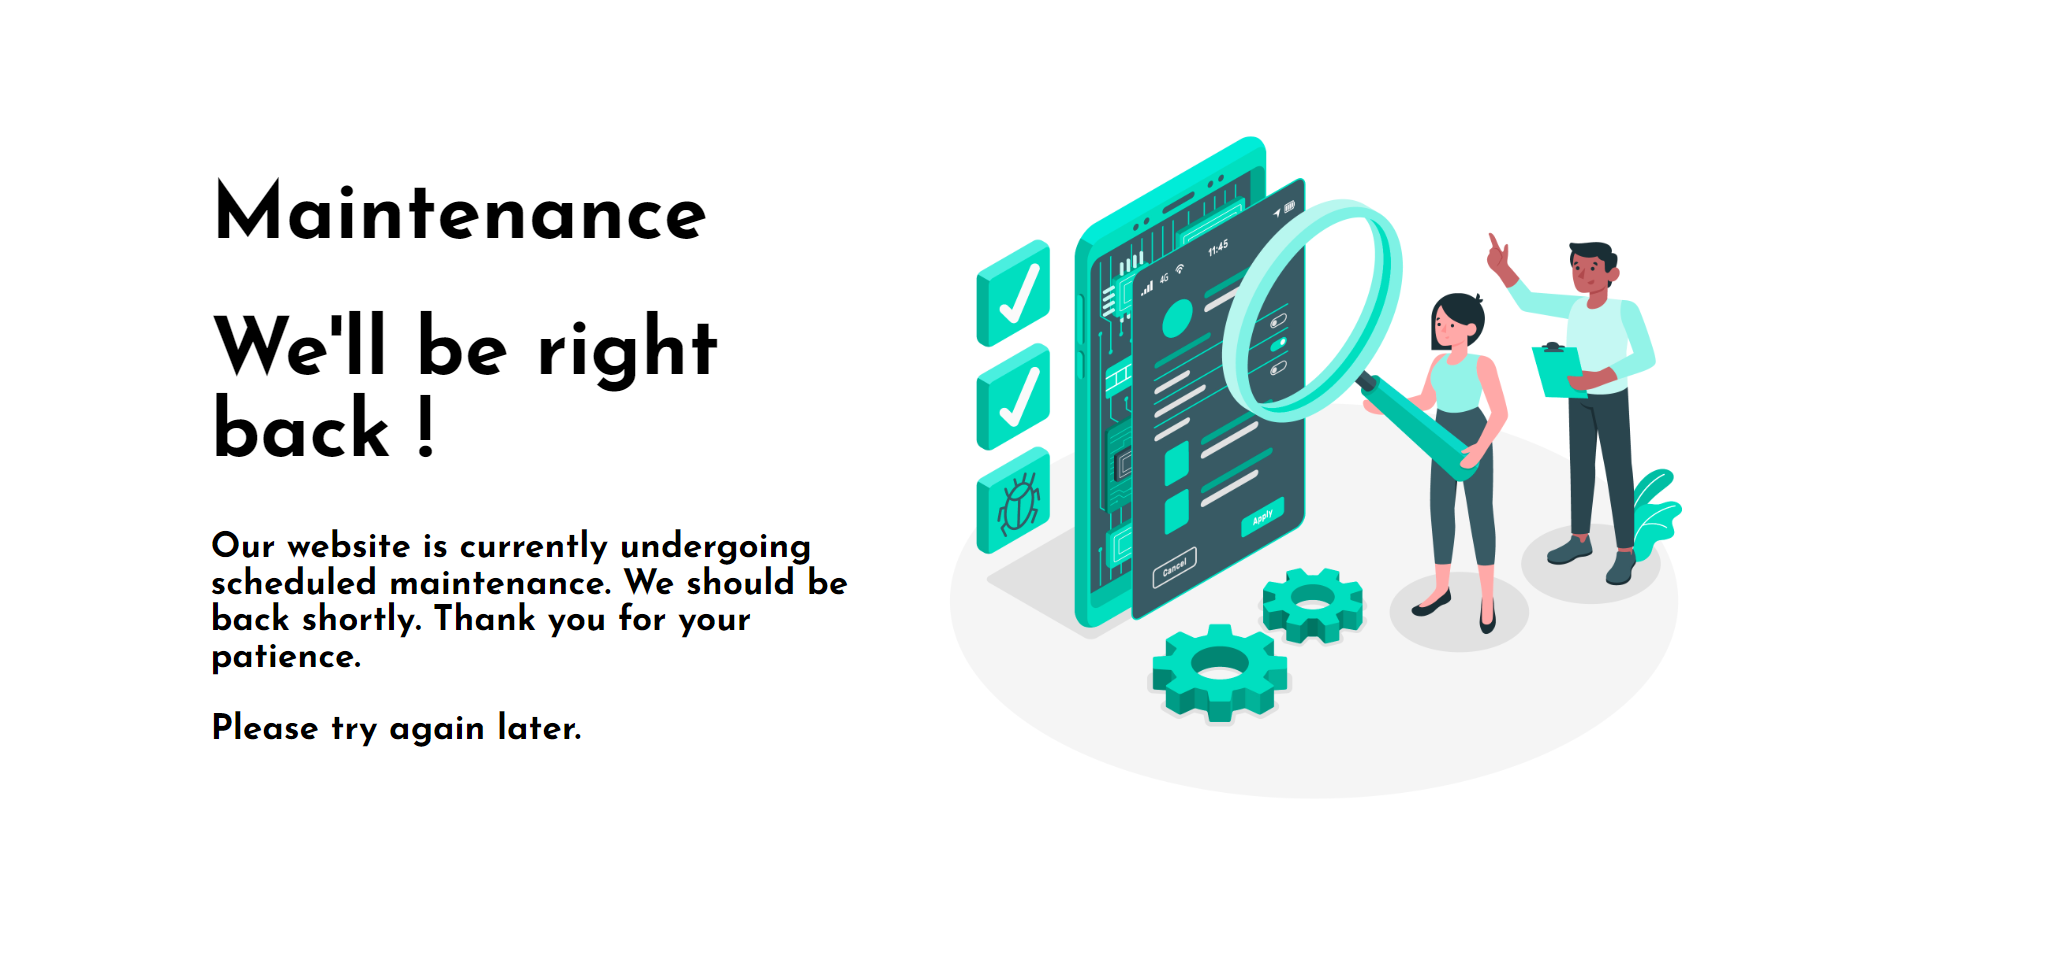 Maintenance
We'll be right
back !
Our website is currently undergoing
scheduled maintenance. We should be
back shortly. Thank you for your
patience.
Please try again later.
11:45
4G
Apply
Cancel